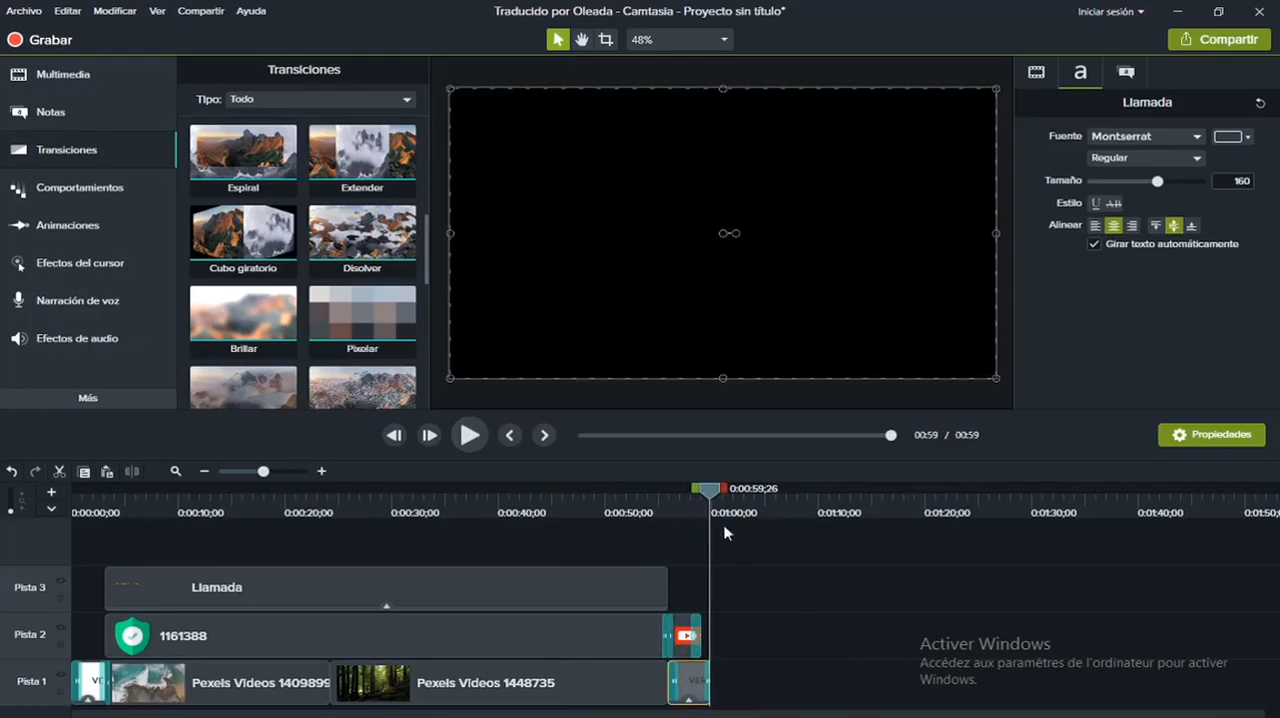 Archivo Editar Modificar Ver Compartir Ayuda
Traducido por Oleada - Camtasia - Proyecto sin título*
Iniciar sesión
Grabar
48%
Compartir
Multimedia
Notas
Transiciones
Comportamientos
Animaciones
Efectos del cursor
Narración de voz
Efectos de audio
Más
Transiciones
Tipo: Todo
Espiral
Extender
Cubo giratorio
Disolver
Brillar
Pixelar
a
Llamada
Fuente Montserrat
Regular
Tamaño 160
Estilo U AB
Alinear
Girar texto automáticamente
00:59 / 00:59
Propiedades
0:00:59;26
0:00:00;00 0:00:10;00 0:00:20;00 0:00:30;00 0:00:40;00 0:00:50;00 0:01:00;00 0:01:10;00 0:01:20;00 0:01:30;00 0:01:40;00
Pista 3
Llamada
Pista 2
1161388
Pista 1
Pexels Videos 1409899
Pexels Videos 1448735
Activer Windows
Accédez aux paramètres de l'ordinateur pour activer
Windows.